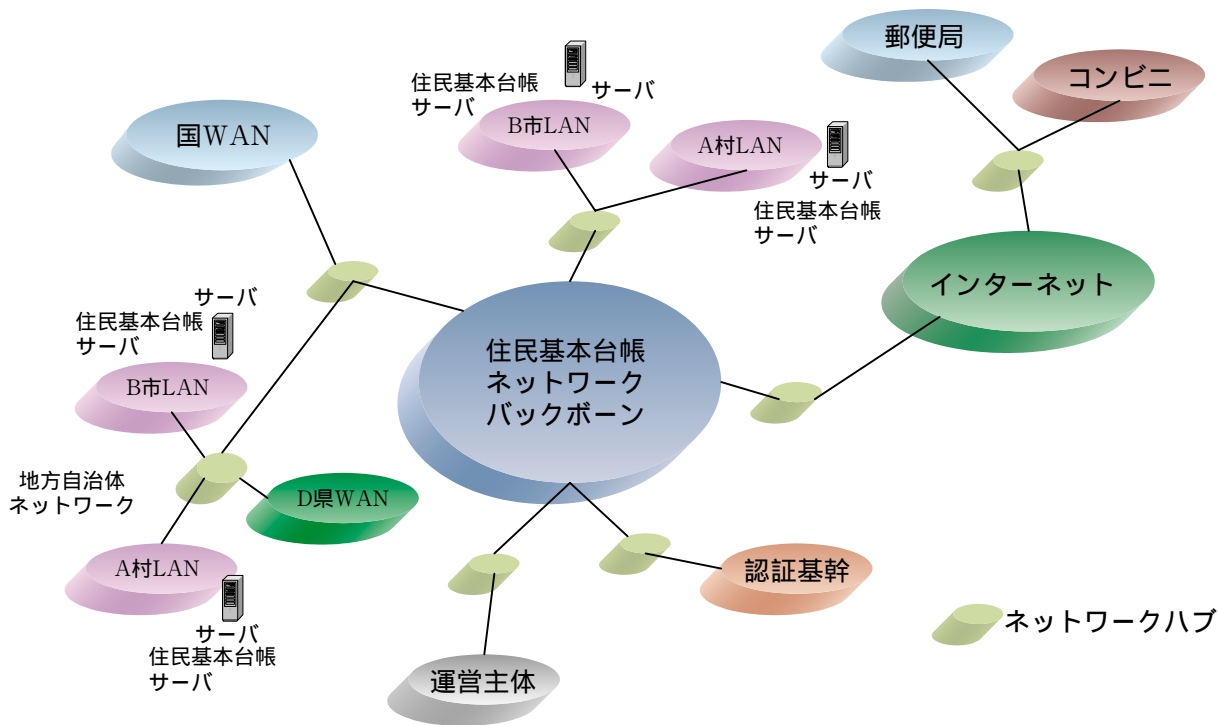 郵便局
コンビニ
住民基本台帳
サーバ
サーバ
B市LAN
国WAN
A村LAN
サーバ
住民基本台帳
サーバ
インターネット
サーバ
住民基本台帳
サーバ
B市LAN
住民基本台帳
ネットワーク
バックボーン
地方自治体
ネットワーク
D県WAN
A村LAN
サーバ
住民基本台帳
サーバ
認証基幹
運営主体
ネットワークハブ